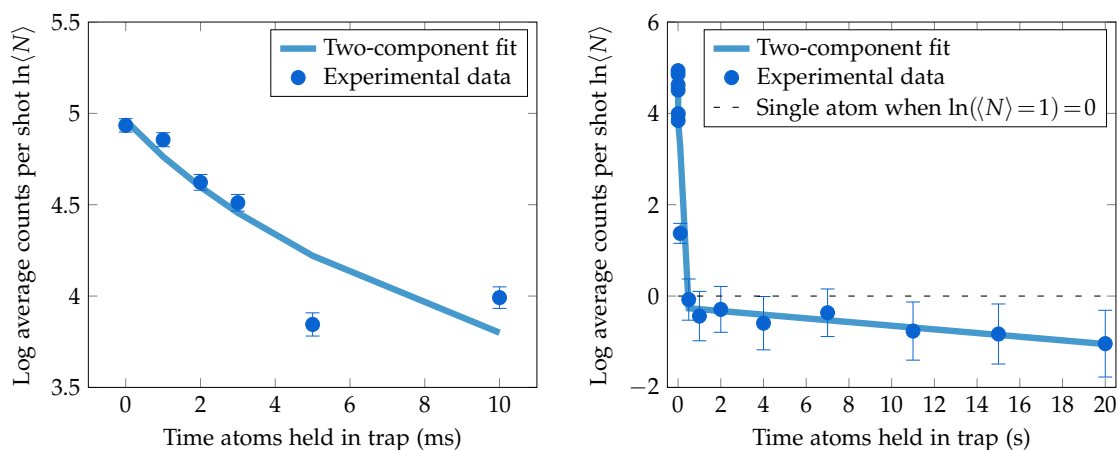 5.5
5
4.5
4
3.5
Log average counts per shot ln⟨N⟩
Two-component fit
Experimental data
0 2 4 6 8 10
Time atoms held in trap (ms)
6
4
2
0
−2
Log average counts per shot ln⟨N⟩
Two-component fit
Experimental data
Single atom when ln(⟨N⟩=1)=0
0 2 4 6 8 10 12 14 16 18 20
Time atoms held in trap (s)